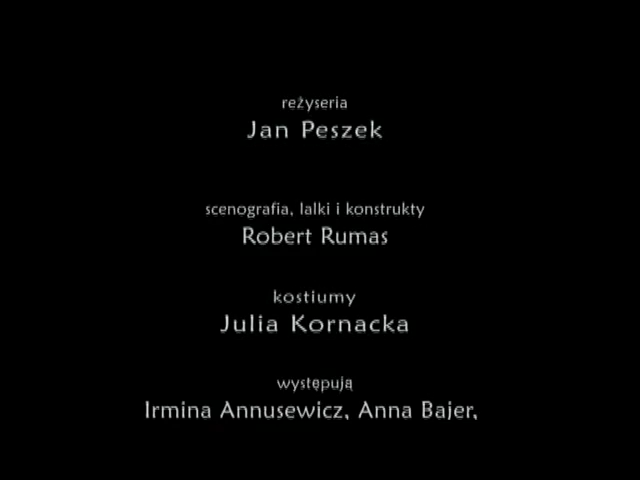 reżyseria
Jan Peszek
scenografia, lalki i konstrukty
Robert Rumas
kostiumy
Julia Kornacka
występują
Irmina Annusewicz, Anna Bajer,